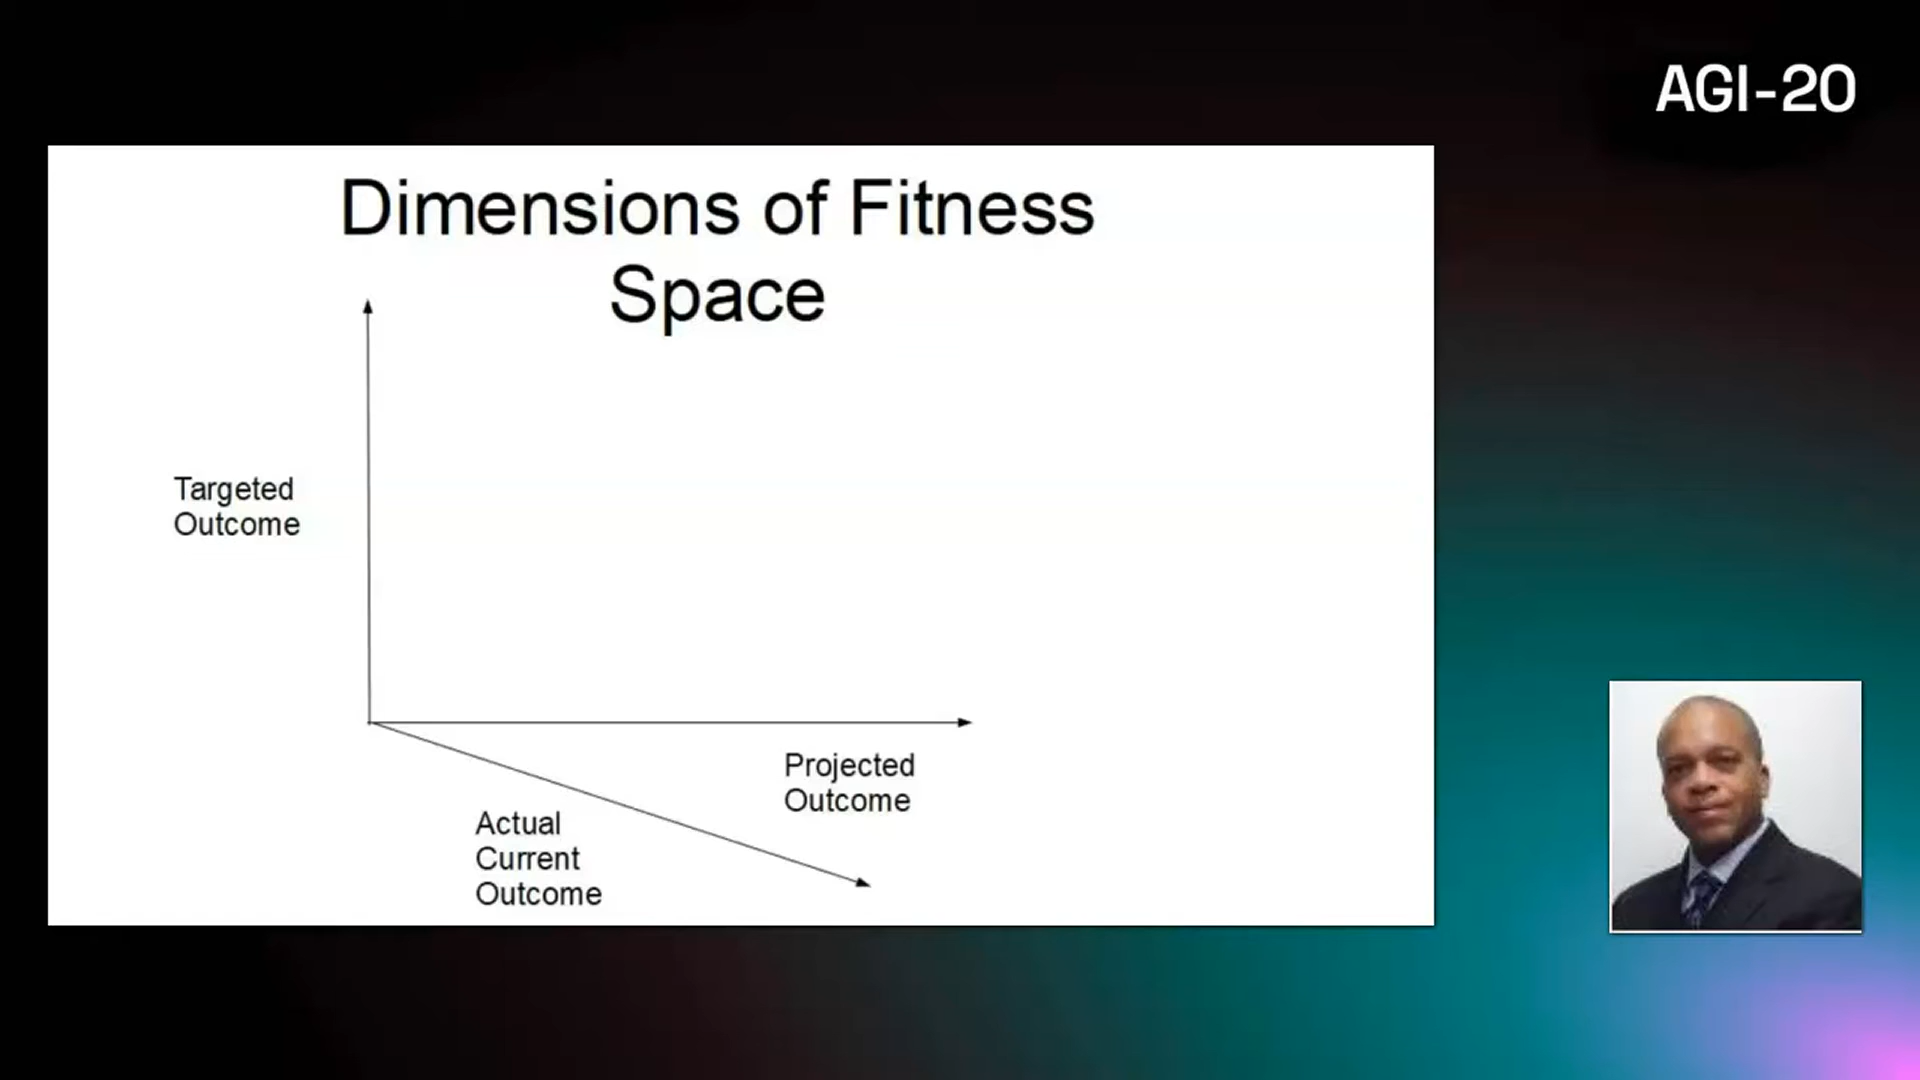 AGI-20
Dimensions of Fitness
Space
Targeted
Outcome
Projected
Outcome
Actual
Current
Outcome